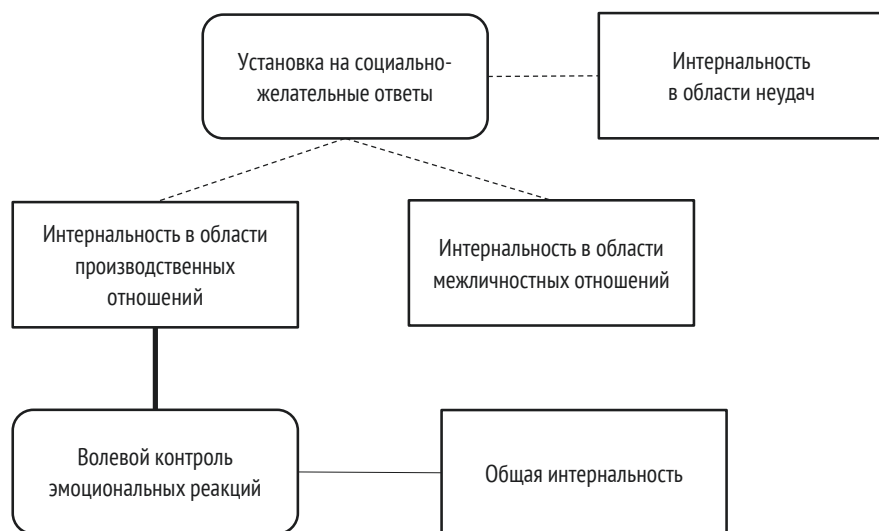 Установка на социально-
желательные ответы
Интернальность
в области неудач
Интернальность в области
производственных
отношений
Интернальность в области
межличностных отношений
Волевой контроль
эмоциональных реакций
Общая интернальность